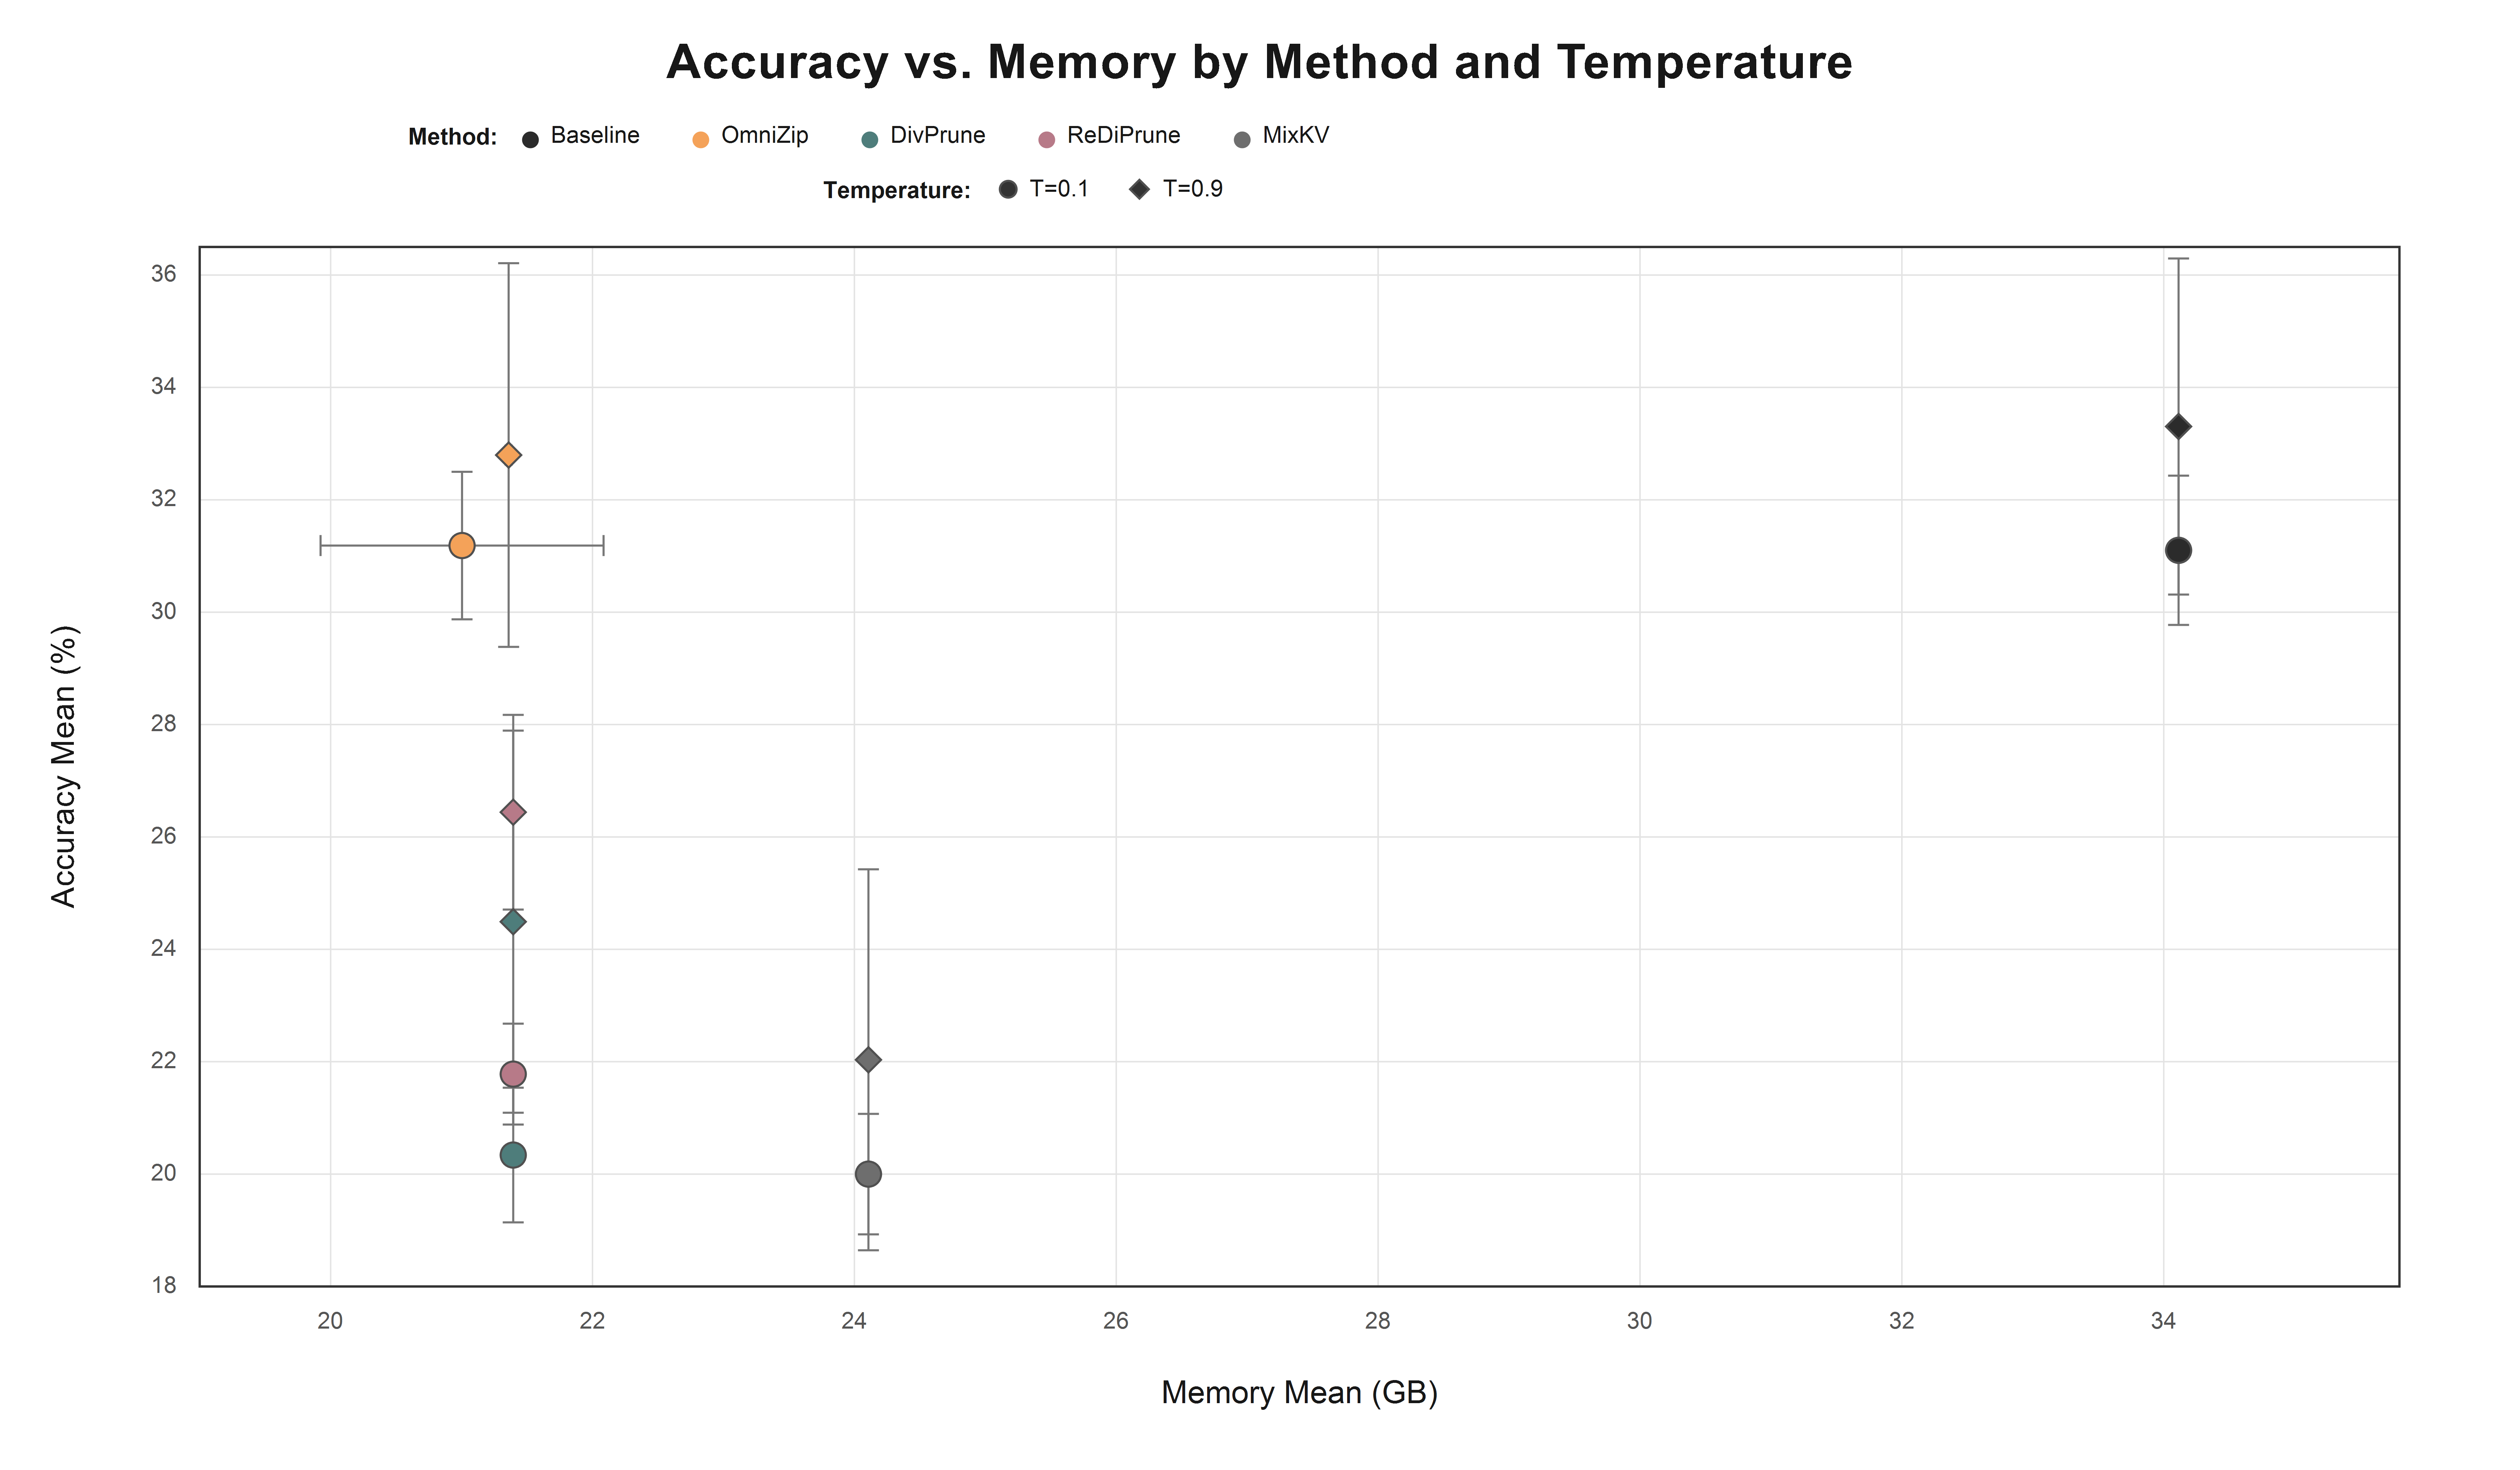 Accuracy vs. Memory by Method and Temperature
Method: Baseline OmniZip DivPrune ReDiPrune MixKV
Temperature: T=0.1 T=0.9
36
34
32
30
28
26
24
22
20
18
Accuracy Mean (%)
20 22 24 26 28 30 32 34
Memory Mean (GB)